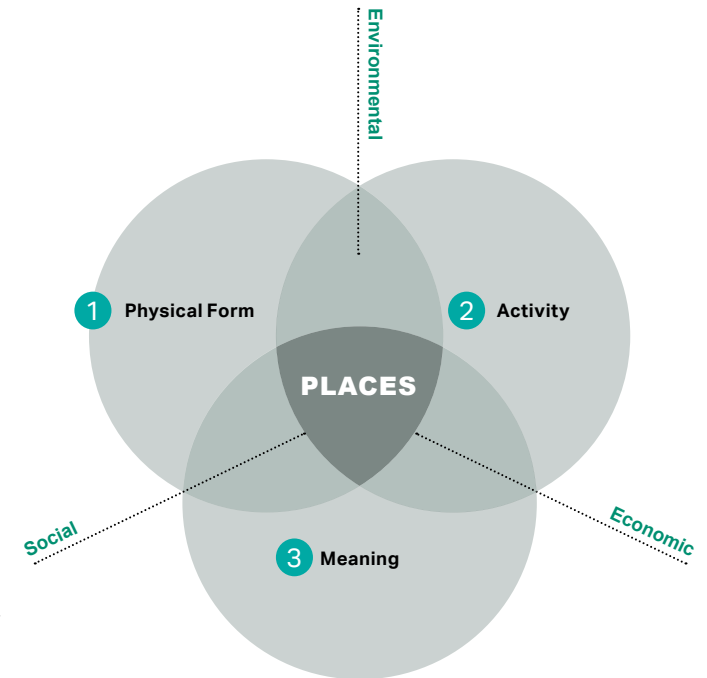 Environmental
1 Physical Form
2 Activity
PLACES
Social
Economic
3 Meaning